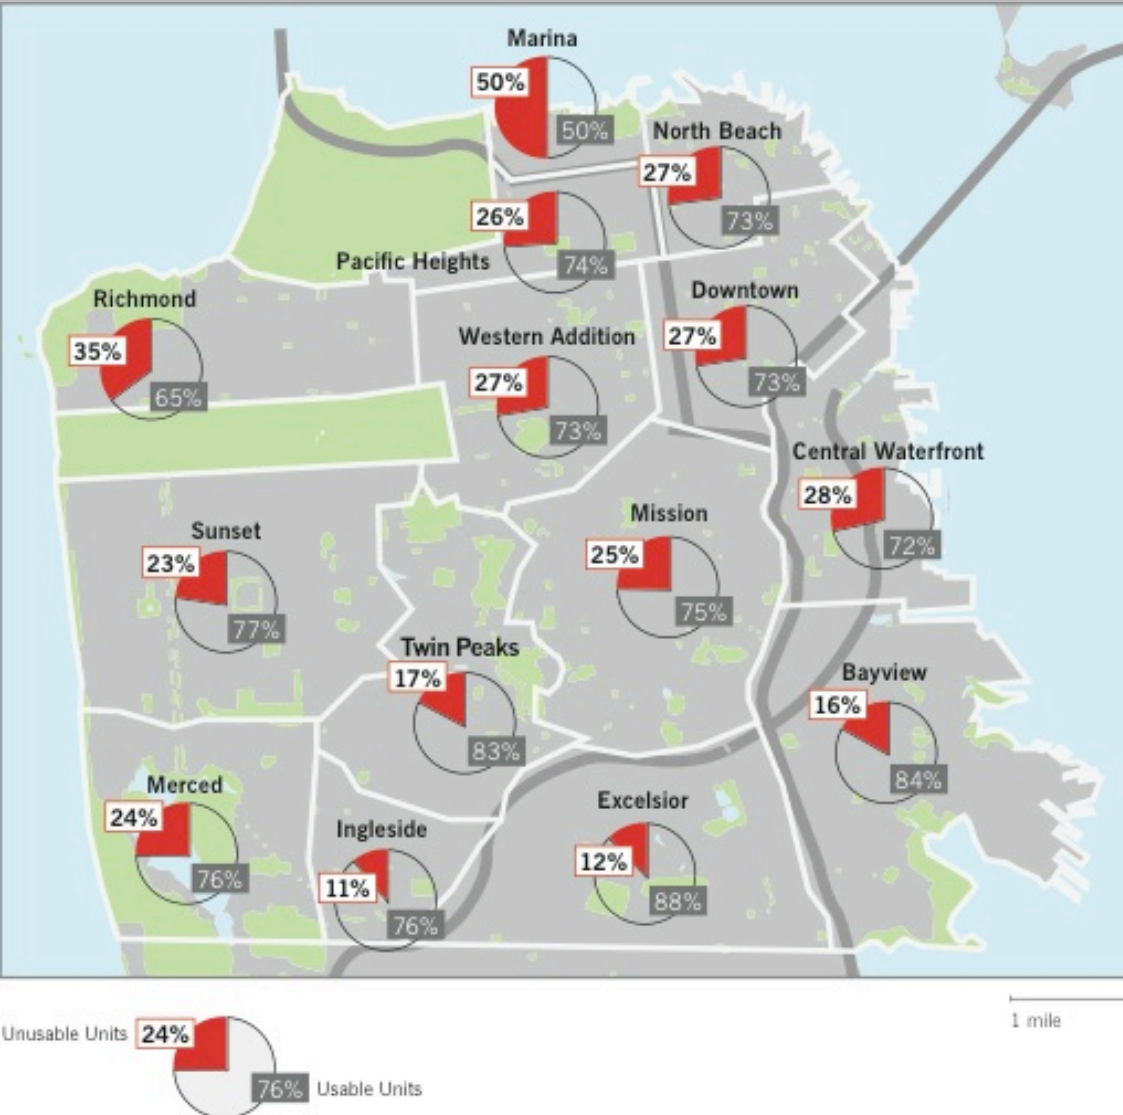 Marina
50%
50%
North Beach
27%
73%
26%
74%
Pacific Heights
Richmond
35%
65%
Western Addition
27%
73%
Downtown
27%
73%
Central Waterfront
28%
72%
Sunset
23%
77%
Mission
25%
75%
Twin Peaks
17%
83%
Bayview
16%
84%
Merced
24%
76%
Ingleside
11%
76%
Excelsior
12%
88%
1 mile
Unusable Units 24%
76% Usable Units